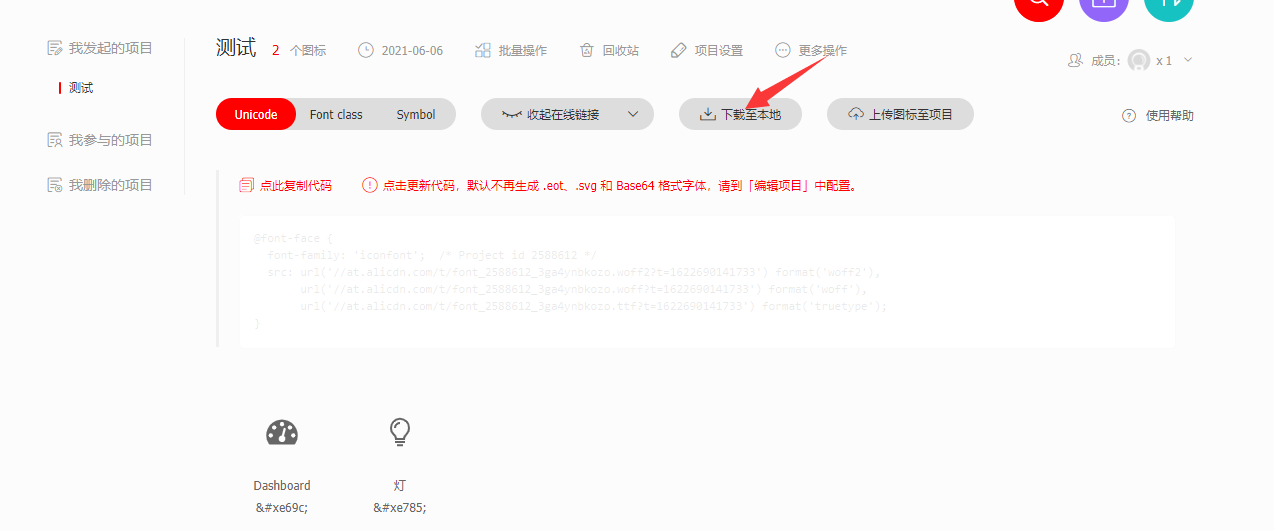 我发起的项目
测试
我参与的项目
我删除的项目
测试 2 个图标 2021-06-06 批量操作 回收站 项目设置 更多操作
成员： x 1
Unicode Font class Symbol 收起在线链接 下载至本地 上传图标至项目 使用帮助
点此复制代码 点击更新代码，默认不再生成 .eot、.svg 和 Base64 格式字体，请到「编辑项目」中配置。
@font-face {
font-family: 'iconfont'; /* Project id 2588612 */
src: url('//at.alicdn.com/t/font_2588612_3ga4ynbkozo.woff2?t=1622690141733') format('woff2'),
url('//at.alicdn.com/t/font_2588612_3ga4ynbkozo.woff?t=1622690141733') format('woff'),
url('//at.alicdn.com/t/font_2588612_3ga4ynbkozo.ttf?t=1622690141733') format('truetype');
}
Dashboard 灯
&#xe69c; &#xe785;